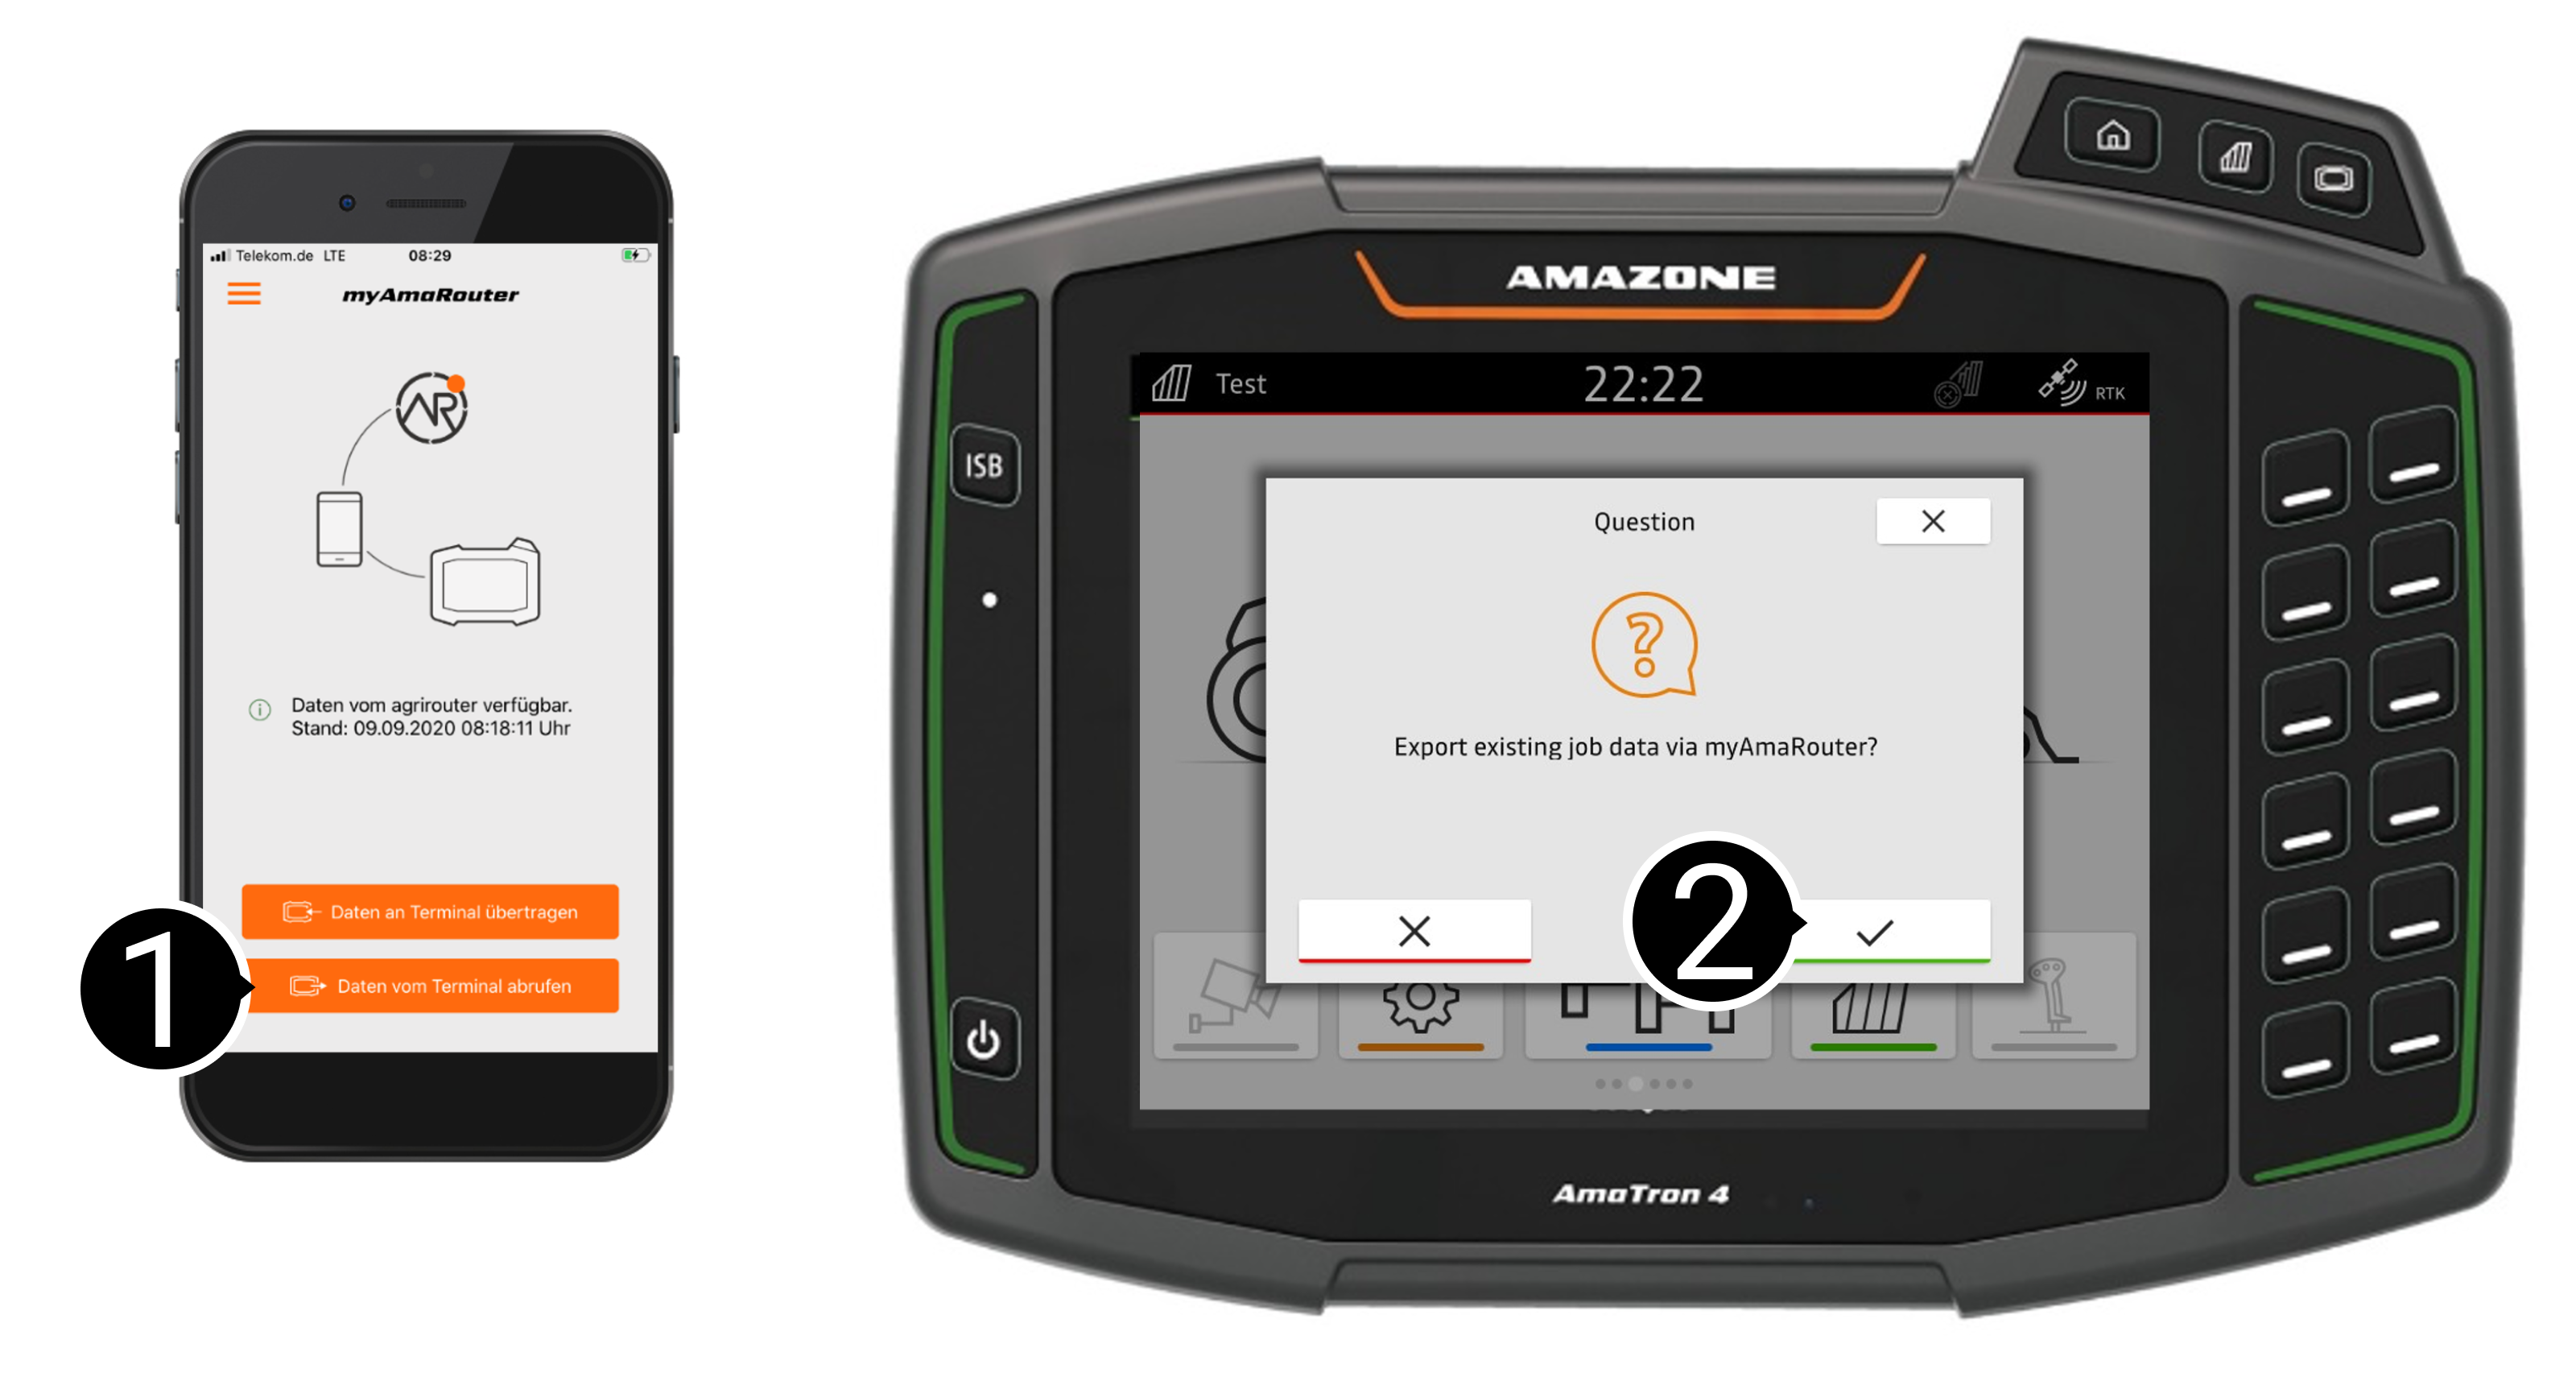 Telekom.de LTE 08:29
myAmaRouter
AR
Daten vom agrirouter verfügbar.
Stand: 09.09.2020 08:18:11 Uhr
Daten an Terminal übertragen
Daten vom Terminal abrufen
1
AMAZONE
ISB
Test 22:22 RTK
Question
?
Export existing job data via myAmaRouter?
2
AmaTron 4